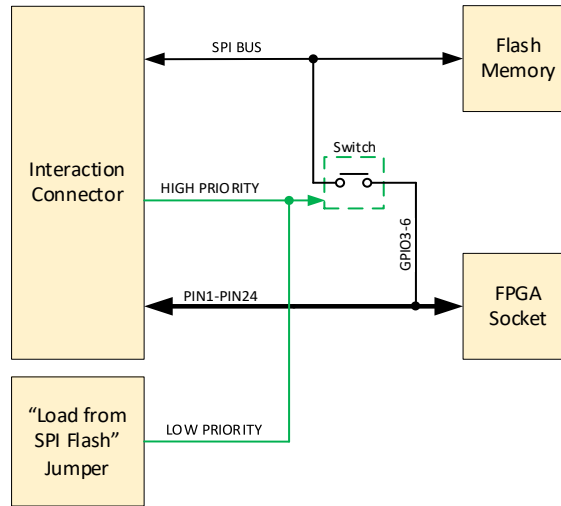 SPI BUS
Flash
Memory
Switch
Interaction
Connector
HIGH PRIORITY
GPIO3-6
PIN1-PIN24
FPGA
Socket
“Load from
SPI Flash”
Jumper
LOW PRIORITY